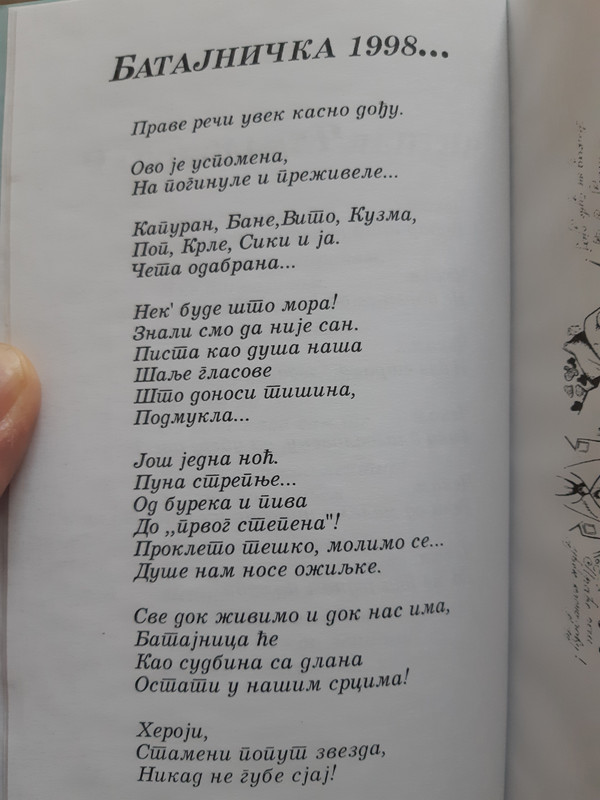 БАТАЈНИЧКА 1998...
Праве речи увек касно дођу.
Ово је успомена,
На погинуле и преживеле...
Капуран, Бане,Вито, Кузма,
Поп, Крле, Сики и ја.
Чета одабрана...
Нек' буде што мора!
Знали смо да није сан.
Писта као душа наша
Шаље гласове
Што доноси тишина,
Подмукла...
Још једна ноћ.
Пуна стрепње...
Од бурека и пива
До ,,првог степена"!
Проклето тешко, молимо се...
Душе нам носе ожиљке.
Све док живимо и док нас има,
Батајница ће
Као судбина са длана
Остати у нашим срцима!
Хероји,
Стамени попут звезда,
Никад не губе сјај!